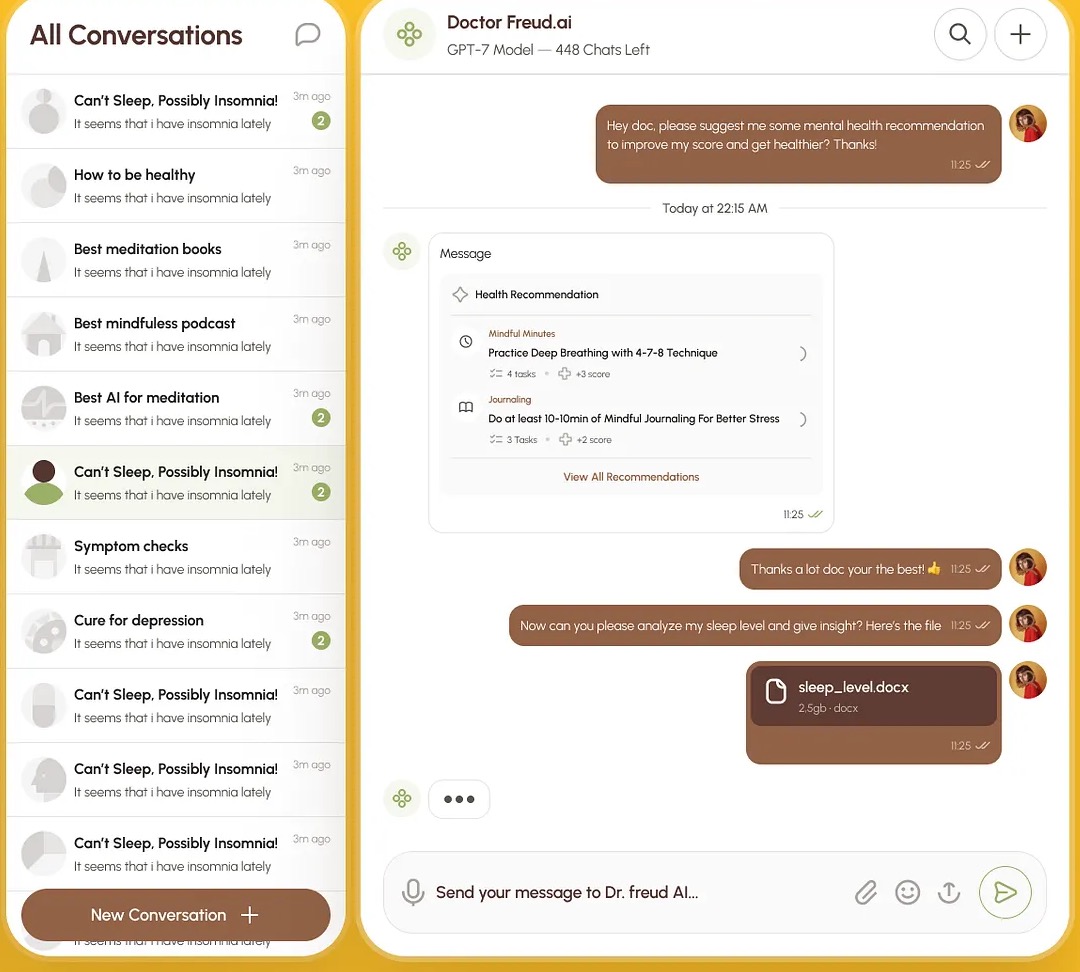 All Conversations
Can't Sleep, Possibly Insomnia!
3m ago
It seems that i have insomnia lately
2
How to be healthy
3m ago
It seems that i have insomnia lately
Best meditation books
3m ago
It seems that i have insomnia lately
Best mindfuless podcast
3m ago
It seems that i have insomnia lately
Best AI for meditation
3m ago
It seems that i have insomnia lately
2
Can't Sleep, Possibly Insomnia!
3m ago
It seems that i have insomnia lately
2
Symptom checks
3m ago
It seems that i have insomnia lately
Cure for depression
3m ago
It seems that i have insomnia lately
2
Can't Sleep, Possibly Insomnia!
3m ago
It seems that i have insomnia lately
Can't Sleep, Possibly Insomnia!
3m ago
It seems that i have insomnia lately
Can't Sleep, Possibly Insomnia!
3m ago
It seems that i have insomnia lately
New Conversation
It seems that i have insomnia lately
Doctor Freud.ai
GPT-7 Model — 448 Chats Left
Hey doc, please suggest me some mental health recommendation
to improve my score and get healthier? Thanks!
11:25
Today at 22:15 AM
Message
Health Recommendation
Mindful Minutes
Practice Deep Breathing with 4-7-8 Technique
4 tasks • +3 score
Journaling
Do at least 10-10min of Mindful Journaling For Better Stress
3 Tasks • +2 score
View All Recommendations
11:25
Thanks a lot doc your the best!👍 11:25
Now can you please analyze my sleep level and give insight? Here's the file 11:25
sleep_level.docx
2.5gb · docx
11:25
Send your message to Dr. freud AI...